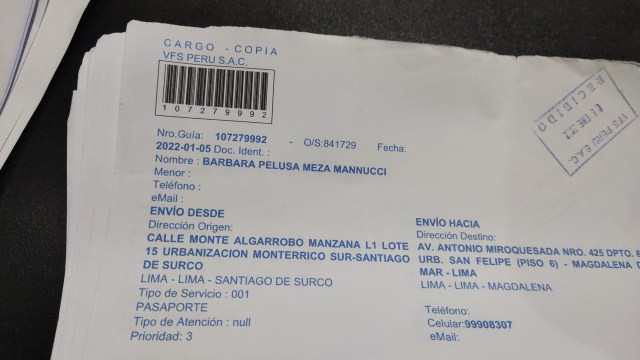 CARGO - COPIA
VFS PERU S.A.C.
107279992
Nro.Guía: 107279992 - O/S:841729 Fecha:
2022-01-05 Doc. Ident. :
Nombre : BARBARA PELUSA MEZA MANNUCCI
Menor :
Teléfono :
eMail :
ENVÍO DESDE
Dirección Origen:
CALLE MONTE ALGARROBO MANZANA L1 LOTE
15 URBANIZACION MONTERRICO SUR-SANTIAGO
DE SURCO
LIMA - LIMA - SANTIAGO DE SURCO
Tipo de Servicio : 001
PASAPORTE
Tipo de Atención : null
Prioridad: 3
ENVÍO HACIA
Dirección Destino:
AV. ANTONIO MIROQUESADA NRO. 425 DPTO.
URB. SAN FELIPE (PISO 6) - MAGDALENA
MAR - LIMA
LIMA - LIMA - MAGDALENA
Teléfono:
Celular:99908307
eMail:
VFS PERU S.A.C.
RECIBIDO